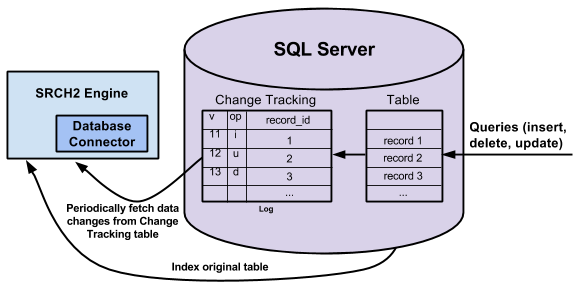 SQL Server
SRCH2 Engine
Database
Connector
Change Tracking
v op record_id
11 i 1
12 u 2
13 d 3
...
Log
Table
record 1
record 2
record 3
...
Queries (insert,
delete, update)
Periodically fetch data
changes from Change
Tracking table
Index original table